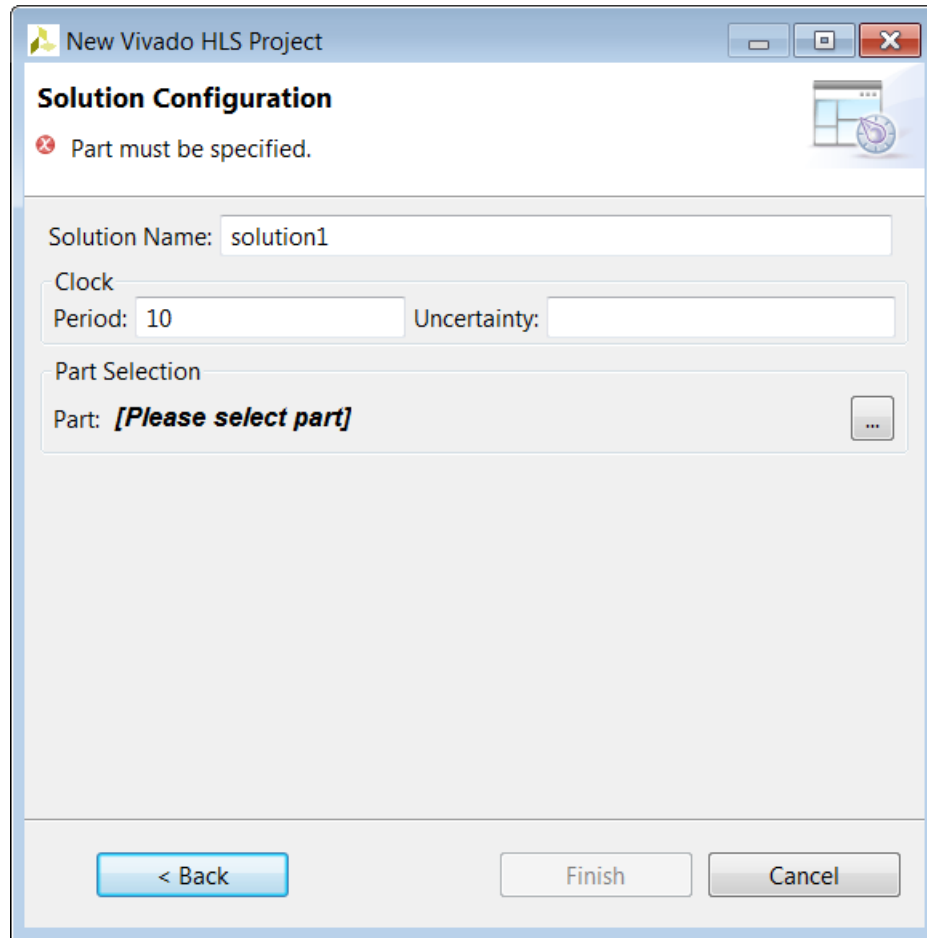 New Vivado HLS Project
Solution Configuration
Part must be specified.
Solution Name: solution1
Clock
Period: 10 Uncertainty:
Part Selection
Part: [Please select part] ...
< Back Finish Cancel